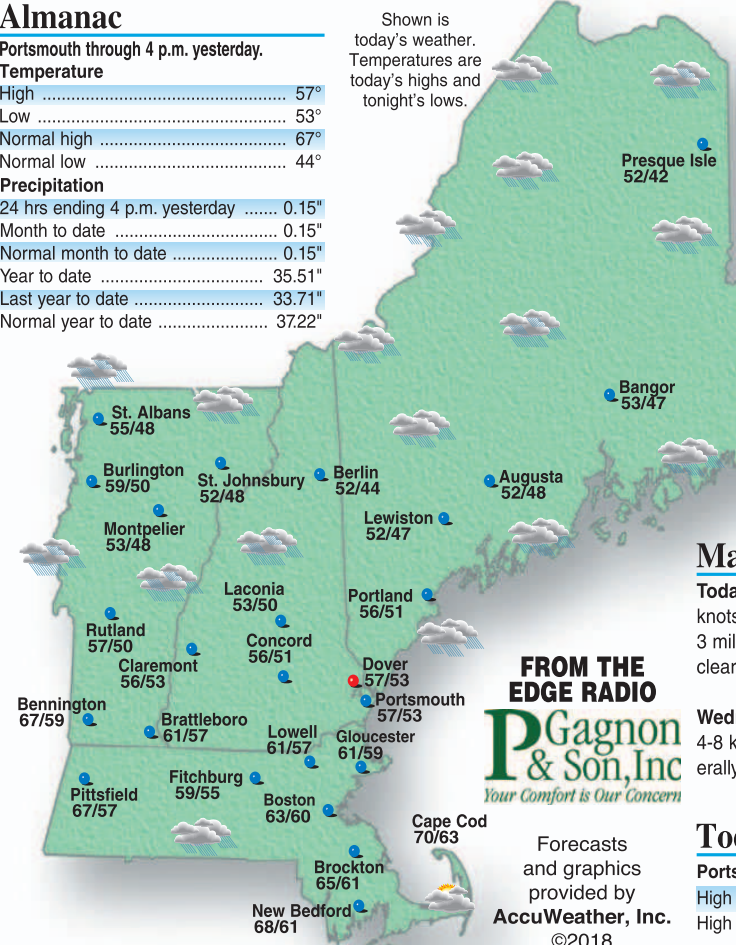 Almanac
Portsmouth through 4 p.m. yesterday.
Temperature
High ................................................ 57°
Low ................................................. 53°
Normal high ..................................... 67°
Normal low ...................................... 44°
Precipitation
24 hrs ending 4 p.m. yesterday ....... 0.15"
Month to date ................................ 0.15"
Normal month to date .................... 0.15"
Year to date ................................ 35.51"
Last year to date .......................... 33.71"
Normal year to date ...................... 37.22"
Shown is
today's weather.
Temperatures are
today's highs and
tonight's lows.
Presque Isle
52/42
Bangor
53/47
St. Albans
55/48
Burlington
59/50
St. Johnsbury
52/48
Berlin
52/44
Augusta
52/48
Montpelier
53/48
Lewiston
52/47
Laconia
53/50
Portland
56/51
Rutland
57/50
Concord
56/51
Claremont
56/53
Dover
57/53
Portsmouth
57/53
Bennington
67/59
Brattleboro
61/57
Lowell
61/57
Gloucester
61/59
Pittsfield
67/57
Fitchburg
59/55
Boston
63/60
Cape Cod
70/63
Brockton
65/61
New Bedford
68/61
FROM THE
EDGE RADIO
P Gagnon
& Son,Inc
Your Comfort is Our Concern
Forecasts
and graphics
provided by
AccuWeather, Inc.
©2018
Ma
Toda
knots
3 mil
clear
Wed
4-8 k
erally
Too
Ports
High
High